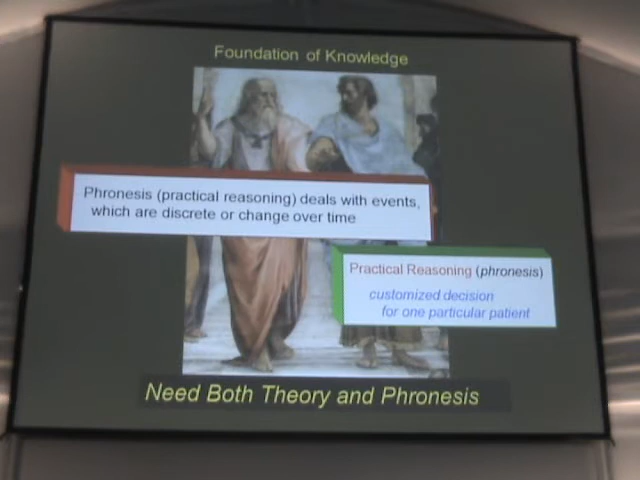 Foundation of Knowledge
Phronesis (practical reasoning) deals with events,
which are discrete or change over time
Practical Reasoning (phronesis)
customized decision
for one particular patient
Need Both Theory and Phronesis